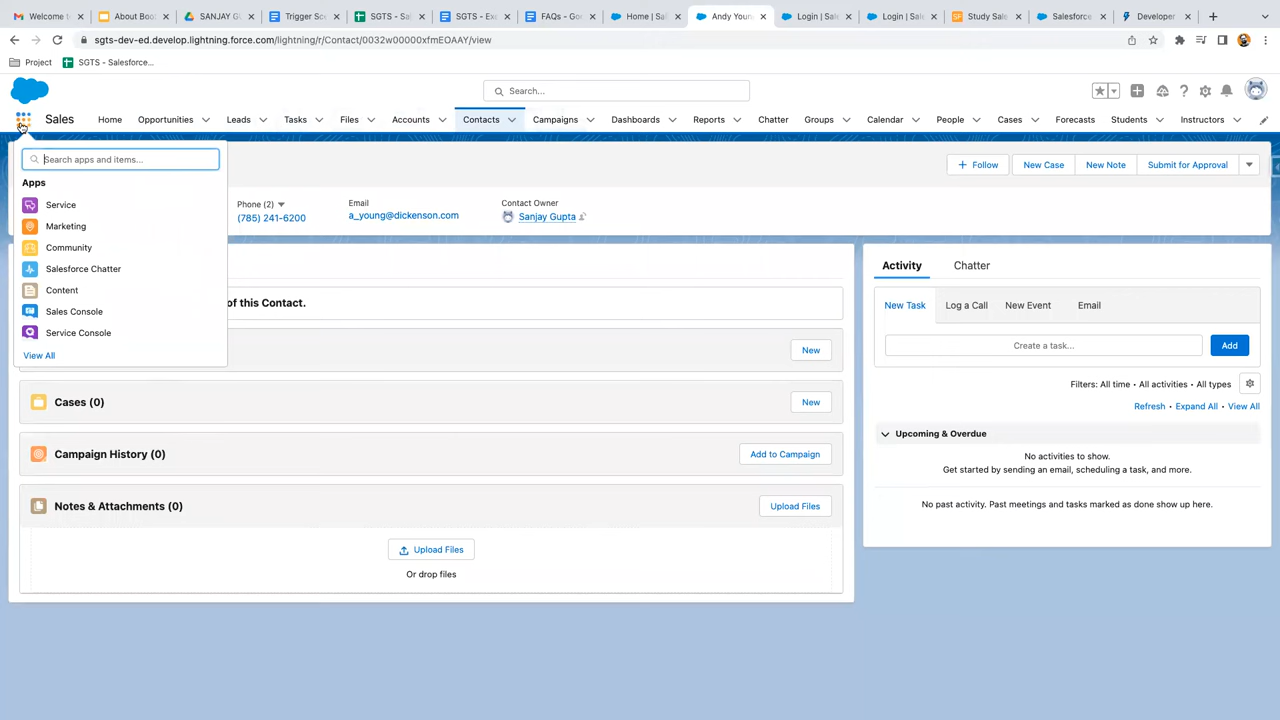 Welcome to
About Boo
SANJAY G
Trigger Sc
SGTS - Sal
SGTS - Exc
FAQs - Go
Home | Sal
Andy You
Login | Sal
Login | Sal
Study Sale
Salesforce
Developer
sgts-dev-ed.develop.lightning.force.com/lightning/r/Contact/0032w00000xfmEOAAY/view
Project
SGTS - Salesforce...
Search...
Sales
Home
Opportunities
Leads
Tasks
Files
Accounts
Contacts
Campaigns
Dashboards
Reports
Chatter
Groups
Calendar
People
Cases
Forecasts
Students
Instructors
Search apps and items...
Apps
Service
Marketing
Community
Salesforce Chatter
Content
Sales Console
Service Console
View All
Follow
New Case
New Note
Submit for Approval
Phone (2)
(785) 241-6200
Email
a_young@dickenson.com
Contact Owner
Sanjay Gupta
of this Contact.
New
Cases (0)
New
Campaign History (0)
Add to Campaign
Notes & Attachments (0)
Upload Files
Upload Files
Or drop files
Activity
Chatter
New Task
Log a Call
New Event
Email
Create a task...
Add
Filters: All time • All activities • All types
Refresh • Expand All • View All
Upcoming & Overdue
No activities to show.
Get started by sending an email, scheduling a task, and more.
No past activity. Past meetings and tasks marked as done show up here.